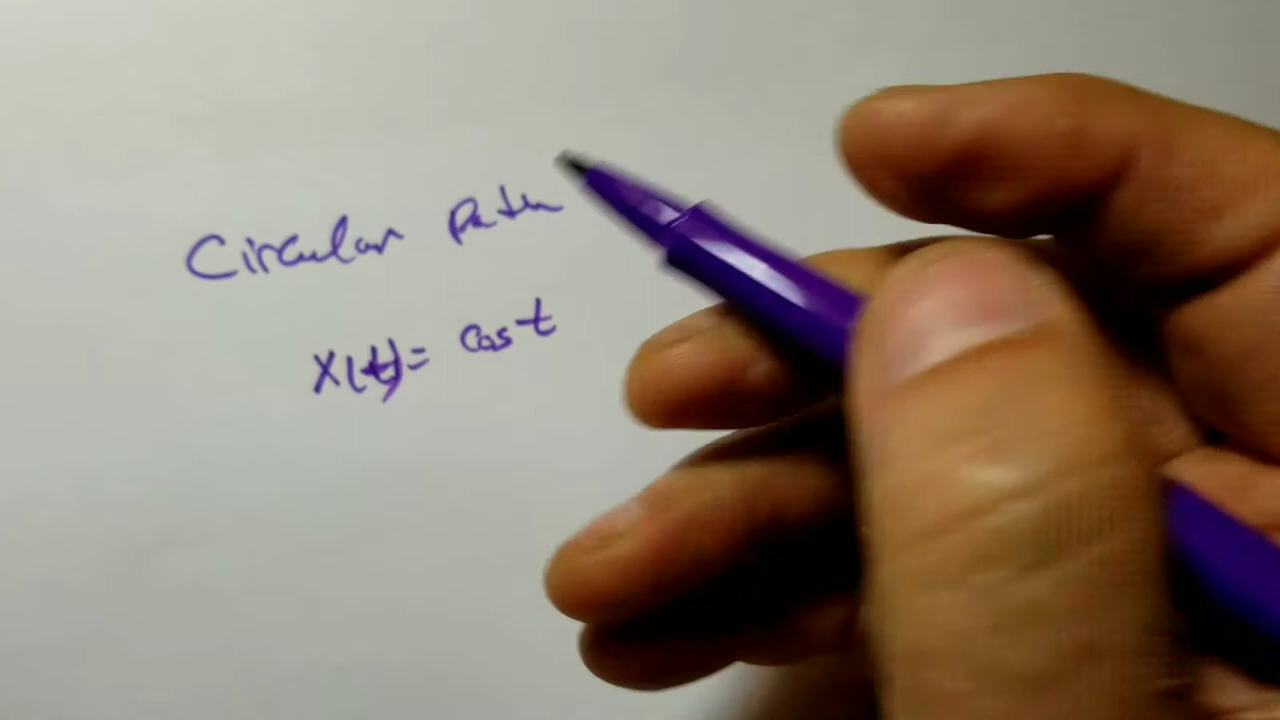 Circular Path
x(t)= cos t